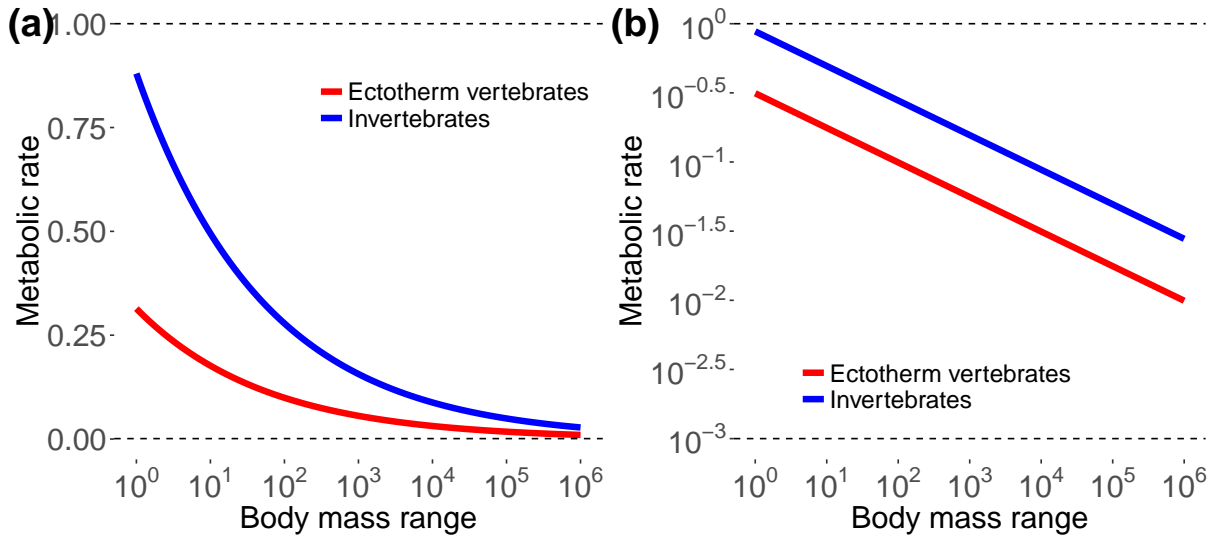 (a)
1.00
0.75
0.50
0.25
0.00
Metabolic rate
Ectotherm vertebrates
Invertebrates
10^0 10^1 10^2 10^3 10^4 10^5 10^6
Body mass range
(b)
10^0
10^−0.5
10^−1
10^−1.5
10^−2
10^−2.5
10^−3
Metabolic rate
Ectotherm vertebrates
Invertebrates
10^0 10^1 10^2 10^3 10^4 10^5 10^6
Body mass range